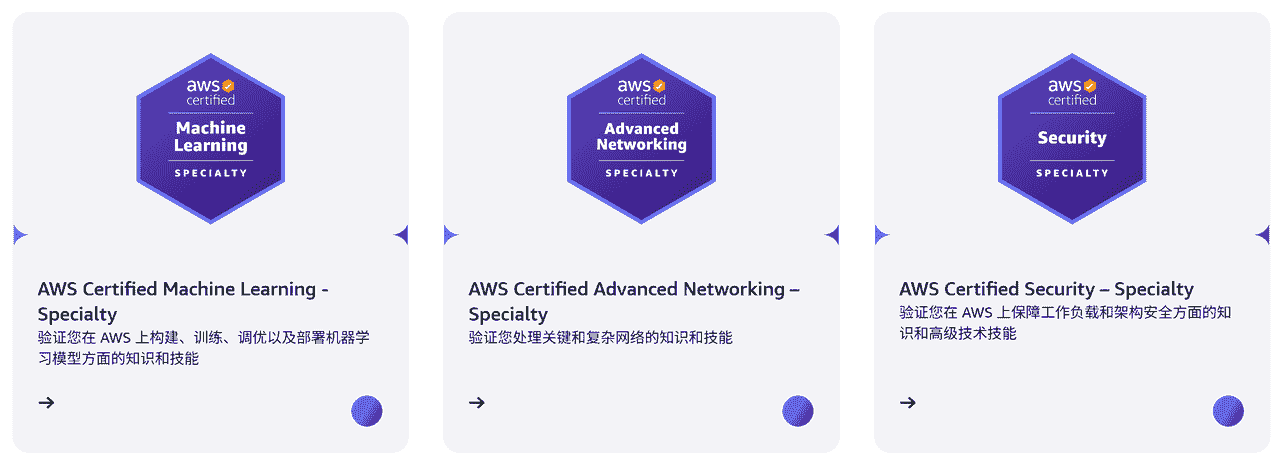 aws
certified
Machine
Learning
SPECIALTY
AWS Certified Machine Learning -
Specialty
验证您在 AWS 上构建、训练、调优以及部署机器学
习模型方面的知识和技能
→
aws
certified
Advanced
Networking
SPECIALTY
AWS Certified Advanced Networking –
Specialty
验证您处理关键和复杂网络的知识和技能
→
aws
certified
Security
SPECIALTY
AWS Certified Security – Specialty
验证您在 AWS 上保障工作负载和架构安全方面的知
识和高级技术技能
→